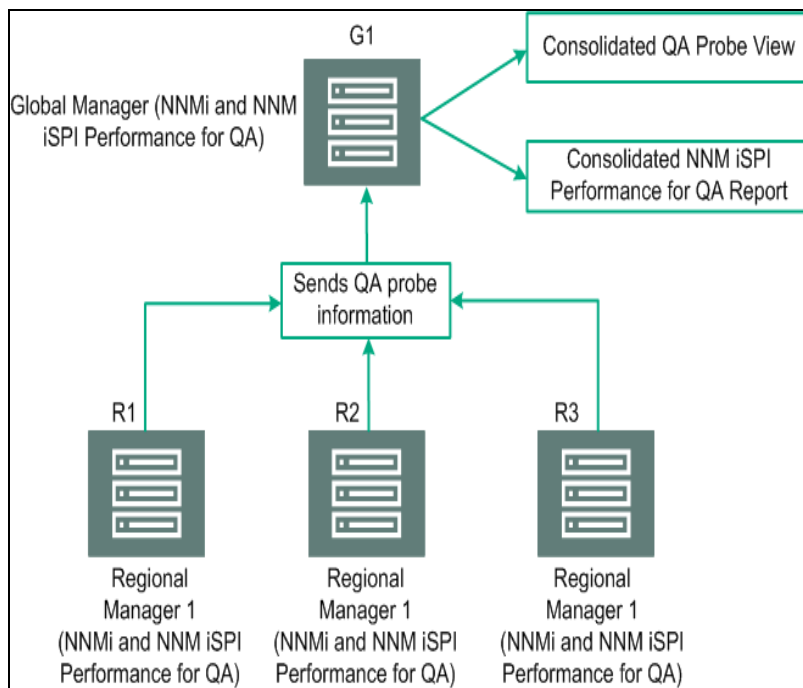 G1
Global Manager (NNMi and NNM
iSPI Performance for QA)
Consolidated QA Probe View
Consolidated NNM iSPI
Performance for QA Report
Sends QA probe
information
R1
R2
R3
Regional
Manager 1
(NNMi and NNM iSPI
Performance for QA)
Regional
Manager 1
(NNMi and NNM iSPI
Performance for QA)
Regional
Manager 1
(NNMi and NNM iSPI
Performance for QA)